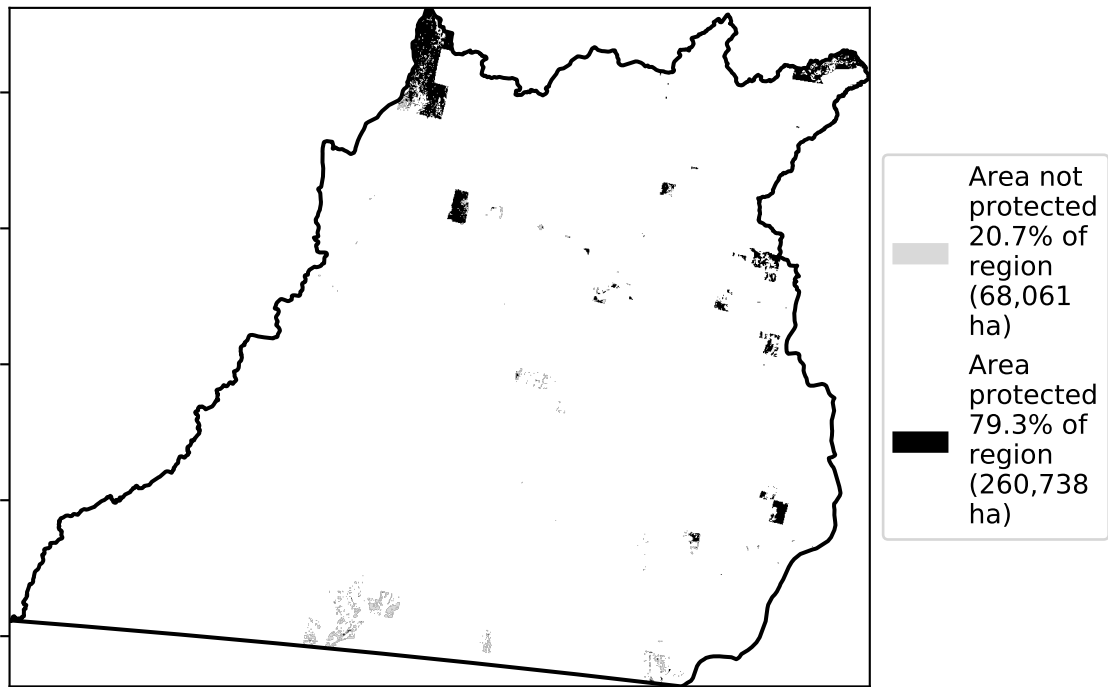 Area not
protected
20.7% of
region
(68,061
ha)
Area
protected
79.3% of
region
(260,738
ha)